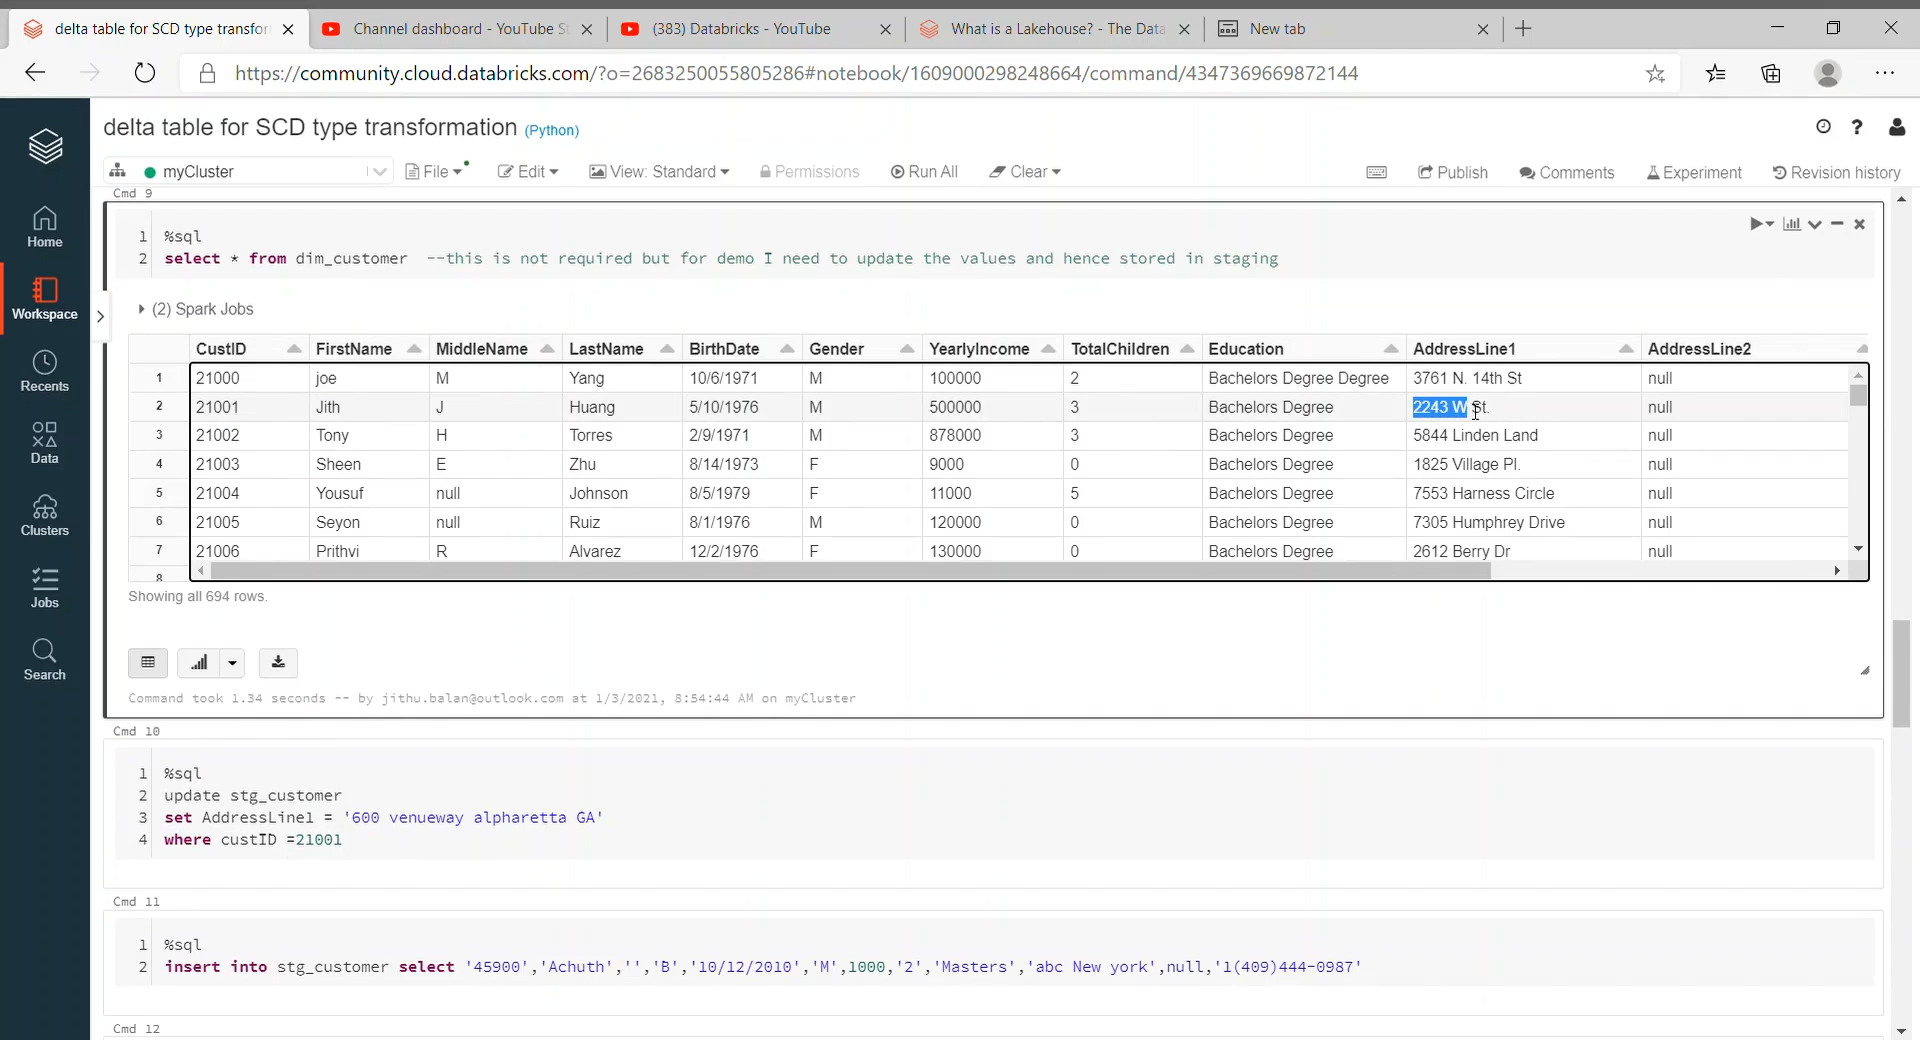 delta table for SCD type transfor
Channel dashboard - YouTube S
(383) Databricks - YouTube
What is a Lakehouse? - The Data
New tab
https://community.cloud.databricks.com/?o=2683250055805286#notebook/1609000298248664/command/4347369669872144
delta table for SCD type transformation (Python)
myCluster File Edit View: Standard Permissions Run All Clear Publish Comments Experiment Revision history
Home
Workspace
Recents
Data
Clusters
Jobs
Search
Cmd 9
1 %sql
2 select * from dim_customer --this is not required but for demo I need to update the values and hence stored in staging
(2) Spark Jobs
CustID FirstName MiddleName LastName BirthDate Gender YearlyIncome TotalChildren Education AddressLine1 AddressLine2
1 21000 joe M Yang 10/6/1971 M 100000 2 Bachelors Degree Degree 3761 N. 14th St null
2 21001 Jith J Huang 5/10/1976 M 500000 3 Bachelors Degree 2243 W St. null
3 21002 Tony H Torres 2/9/1971 M 878000 3 Bachelors Degree 5844 Linden Land null
4 21003 Sheen E Zhu 8/14/1973 F 9000 0 Bachelors Degree 1825 Village Pl. null
5 21004 Yousuf null Johnson 8/5/1979 F 11000 5 Bachelors Degree 7553 Harness Circle null
6 21005 Seyon null Ruiz 8/1/1976 M 120000 0 Bachelors Degree 7305 Humphrey Drive null
7 21006 Prithvi R Alvarez 12/2/1976 F 130000 0 Bachelors Degree 2612 Berry Dr null
8
Showing all 694 rows.
Command took 1.34 seconds -- by jithu.balan@outlook.com at 1/3/2021, 8:54:44 AM on myCluster
Cmd 10
1 %sql
2 update stg_customer
3 set AddressLine1 = '600 venueway alpharetta GA'
4 where custID =21001
Cmd 11
1 %sql
2 insert into stg_customer select '45900','Achuth','','B','10/12/2010','M',1000,'2','Masters','abc New york',null,'1(409)444-0987'
Cmd 12